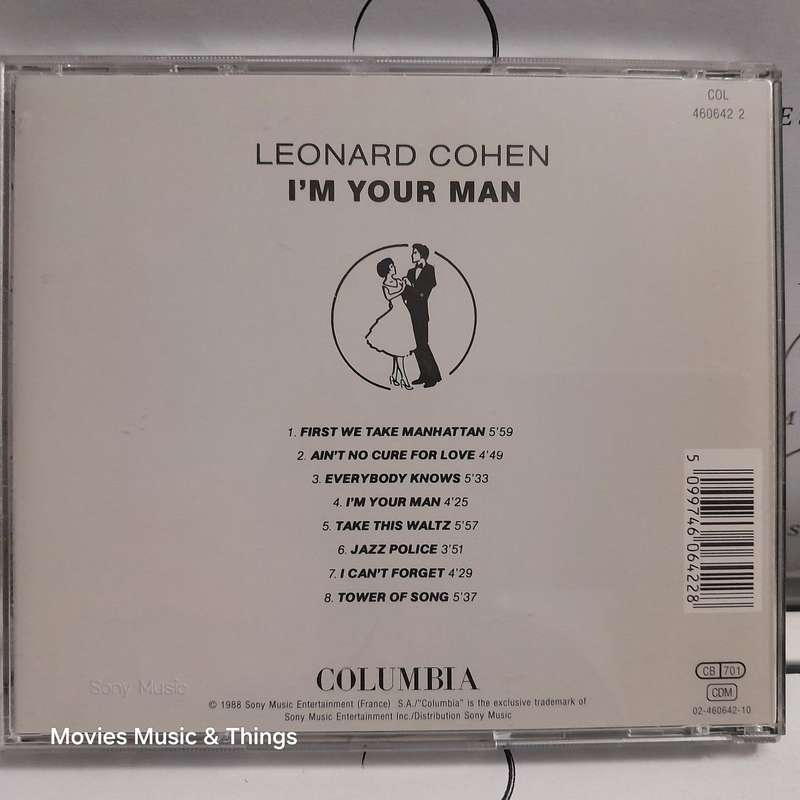 COL
460642 2
LEONARD COHEN
I'M YOUR MAN
1. FIRST WE TAKE MANHATTAN 5'59
2. AIN'T NO CURE FOR LOVE 4'49
3. EVERYBODY KNOWS 5'33
4. I'M YOUR MAN 4'25
5. TAKE THIS WALTZ 5'57
6. JAZZ POLICE 3'51
7. I CAN'T FORGET 4'29
8. TOWER OF SONG 5'37
5 099746 064228
COLUMBIA
Sony Music
© 1988 Sony Music Entertainment (France) S.A./"Columbia" is the exclusive trademark of
Sony Music Entertainment Inc./Distribution Sony Music
CB 701
CDM
02-460642-10
Movies Music & Things